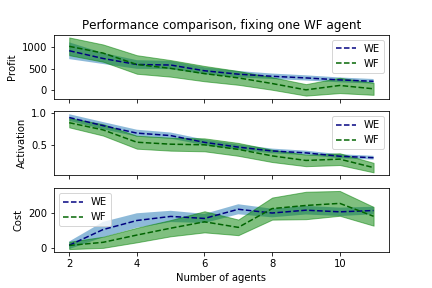 Performance comparison, fixing one WF agent
1000
500
0
Profit
WE
WF
1.0
0.5
Activation
WE
WF
200
0
Cost
WE
WF
2 4 6 8 10
Number of agents